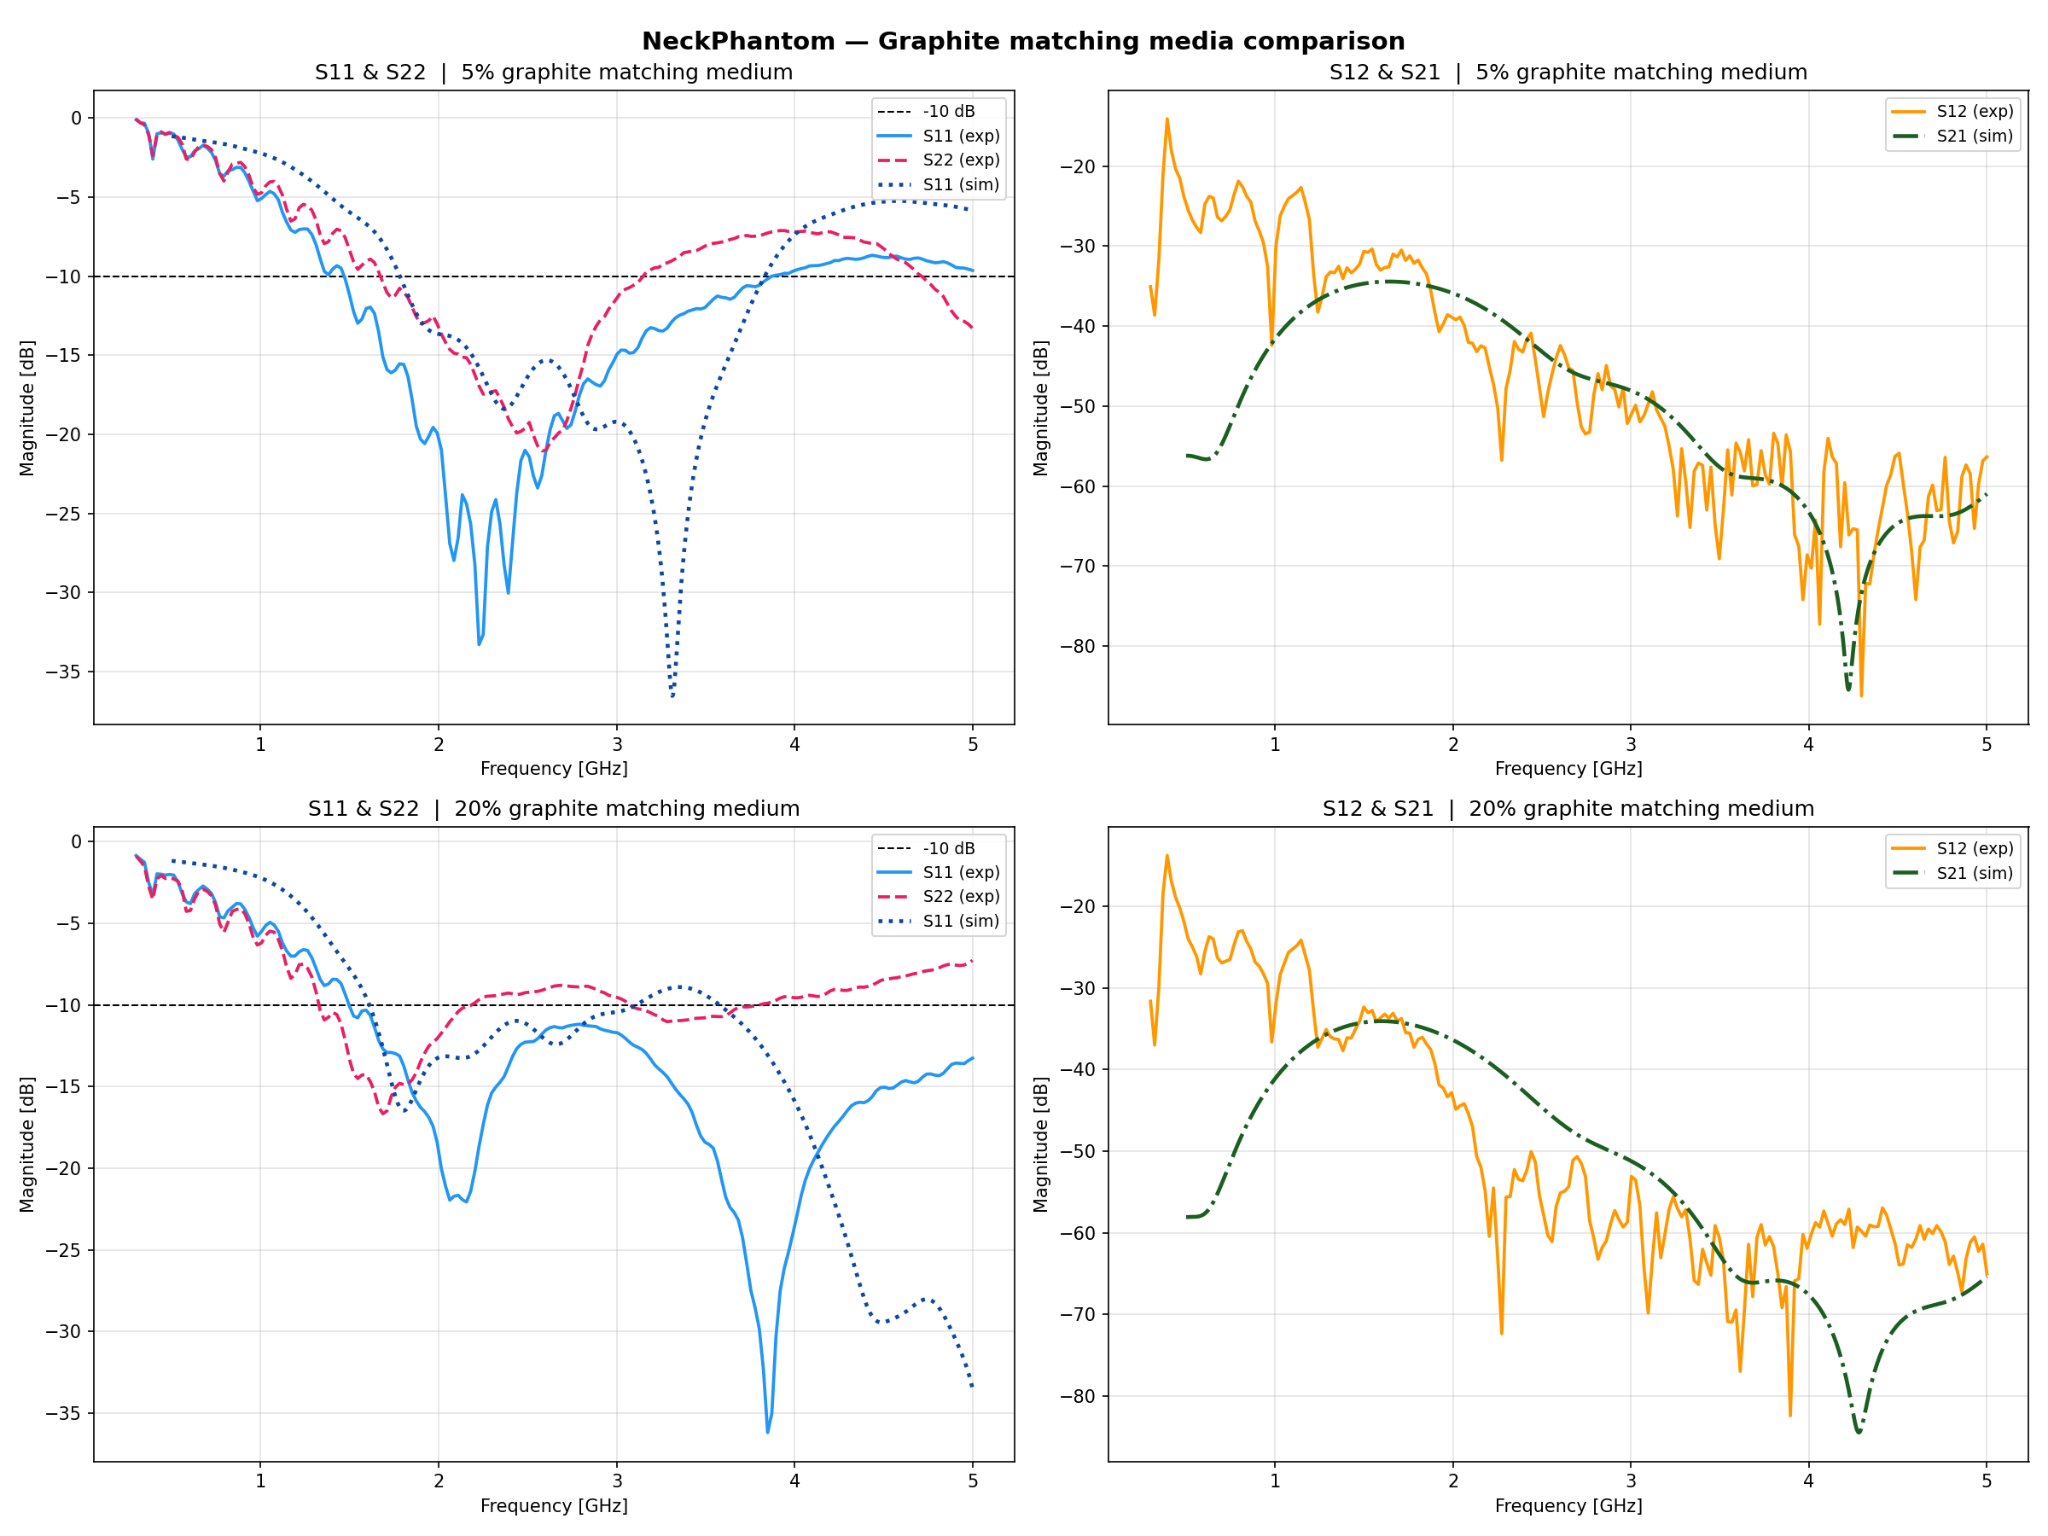 NeckPhantom — Graphite matching media comparison
S11 & S22 | 5% graphite matching medium
0
−5
−10
−15
−20
−25
−30
−35
Magnitude [dB]
1
2
3
4
5
Frequency [GHz]
-10 dB
S11 (exp)
S22 (exp)
S11 (sim)
S12 & S21 | 5% graphite matching medium
−20
−30
−40
−50
−60
−70
−80
Magnitude [dB]
1
2
3
4
5
Frequency [GHz]
S12 (exp)
S21 (sim)
S11 & S22 | 20% graphite matching medium
0
−5
−10
−15
−20
−25
−30
−35
Magnitude [dB]
1
2
3
4
5
Frequency [GHz]
-10 dB
S11 (exp)
S22 (exp)
S11 (sim)
S12 & S21 | 20% graphite matching medium
−20
−30
−40
−50
−60
−70
−80
Magnitude [dB]
1
2
3
4
5
Frequency [GHz]
S12 (exp)
S21 (sim)